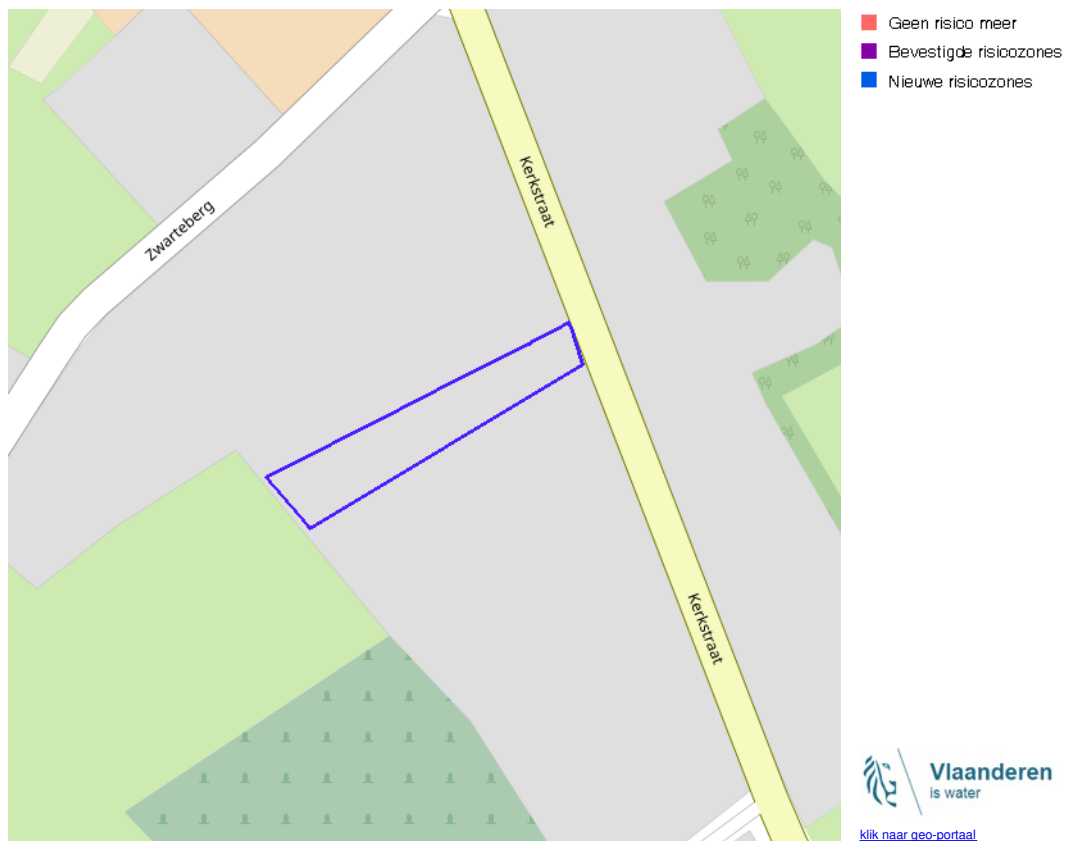 Geen risico meer
Bevestigde risicozones
Nieuwe risicozones
Kerkstraat
Zwarteberg
Kerkstraat
Vlaanderen
is water
klik naar geo-portaal